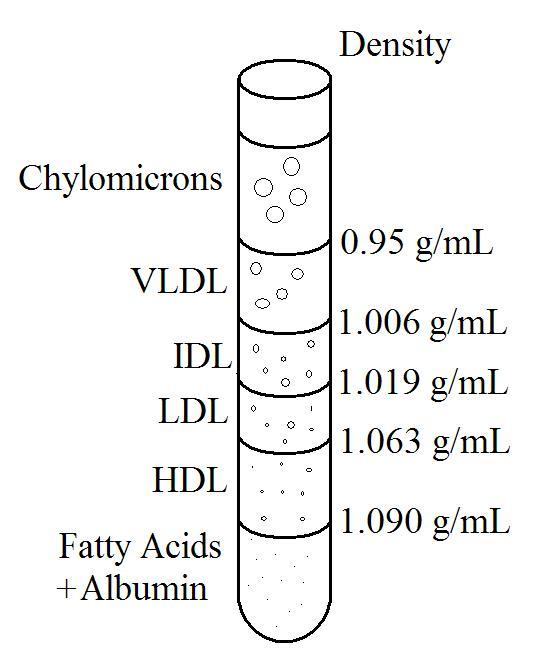 Density
Chylomicrons
0.95 g/mL
VLDL
1.006 g/mL
IDL
1.019 g/mL
LDL
1.063 g/mL
HDL
1.090 g/mL
Fatty Acids
+Albumin